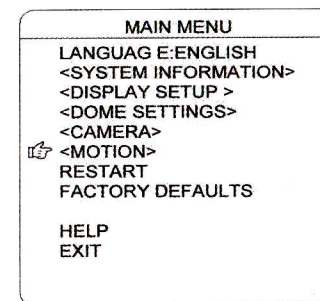 MAIN MENU
LANGUAG E:ENGLISH
<SYSTEM INFORMATION>
<DISPLAY SETUP >
<DOME SETTINGS>
<CAMERA>
<MOTION>
RESTART
FACTORY DEFAULTS
HELP
EXIT